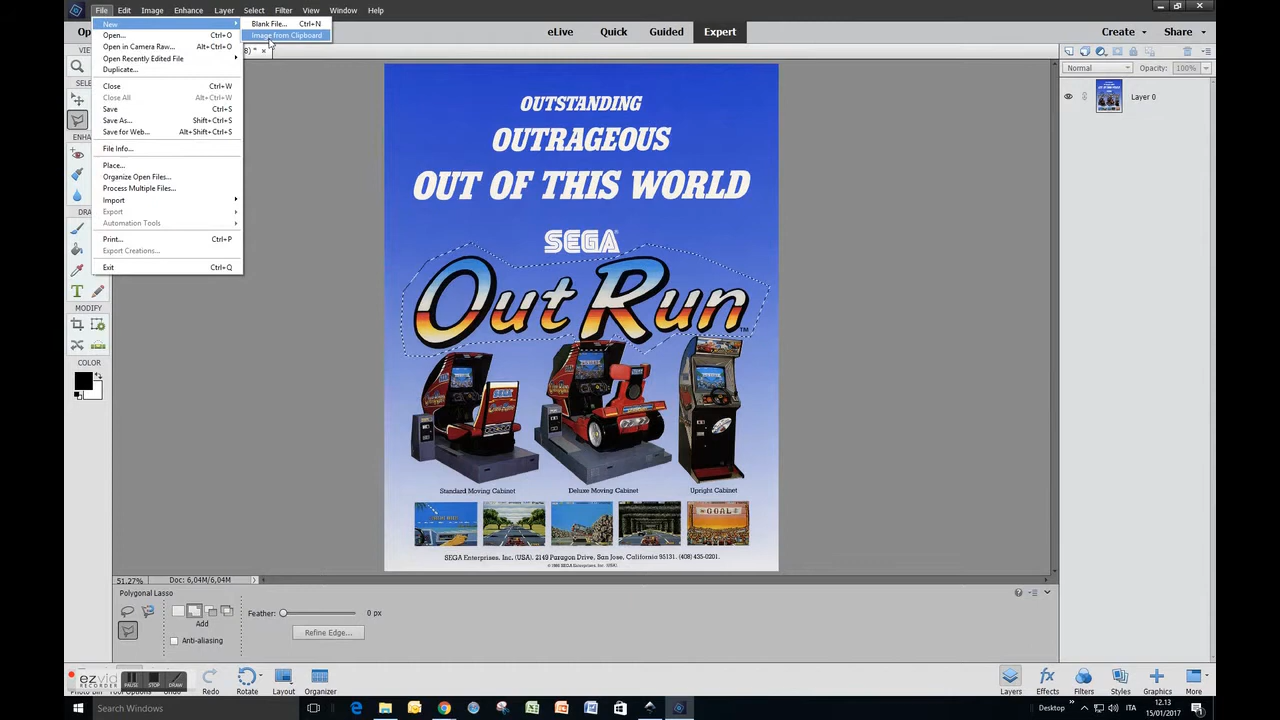 File Edit Image Enhance Layer Select Filter View Window Help
New
Blank File... Ctrl+N
Open... Ctrl+O
Image from Clipboard
Open in Camera Raw... Alt+Ctrl+O
Open Recently Edited File
Duplicate...
Close Ctrl+W
Close All Alt+Ctrl+W
Save Ctrl+S
Save As... Shift+Ctrl+S
Save for Web... Alt+Shift+Ctrl+S
File Info...
Place...
Organize Open Files...
Process Multiple Files...
Import
Export
Automation Tools
Print... Ctrl+P
Export Creations...
Exit Ctrl+Q
eLive Quick Guided Expert Create Share
Normal Opacity: 100%
Layer 0
MODIFY
COLOR
OUTSTANDING
OUTRAGEOUS
OUT OF THIS WORLD
SEGA®
OutRun™
Standard Moving Cabinet Deluxe Moving Cabinet Upright Cabinet
GOAL
SEGA Enterprises, Inc. (USA), 2149 Paragon Drive, San Jose, California 95131. (408) 435-0201.
51.27% Doc: 6,04M/6,04M
Polygonal Lasso
Add
Anti-aliasing
Feather: 0 px
Refine Edge...
ezvid
RECORDER
PAUSE STOP DRAW
Redo Rotate Layout Organizer
Layers Effects Filters Styles Graphics More
Search Windows
Desktop ITA 12.13
15/01/2017